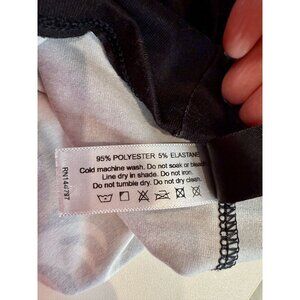 95% POLYESTER 5% ELASTANE
Cold machine wash. Do not soak or bleach.
Line dry in shade. Do not iron.
Do not tumble dry. Do not dry clean.